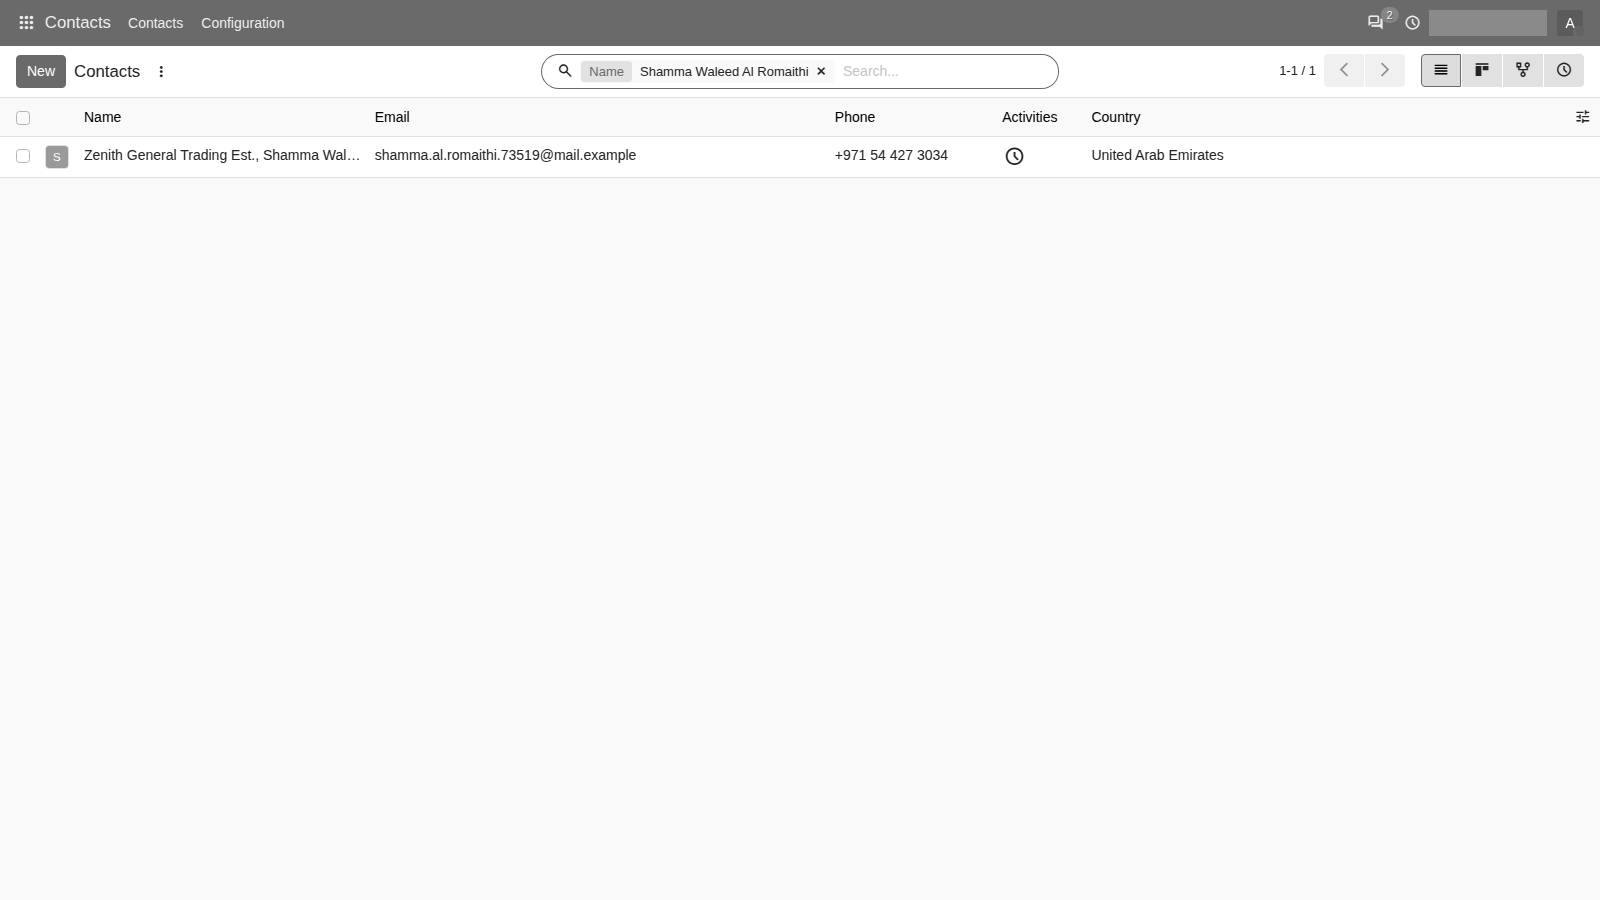 Contacts Contacts Configuration 2 A
New Contacts Name Shamma Waleed Al Romaithi Search... 1-1 / 1
Name Email Phone Activities Country
S Zenith General Trading Est., Shamma Wal... shamma.al.romaithi.73519@mail.example +971 54 427 3034 United Arab Emirates